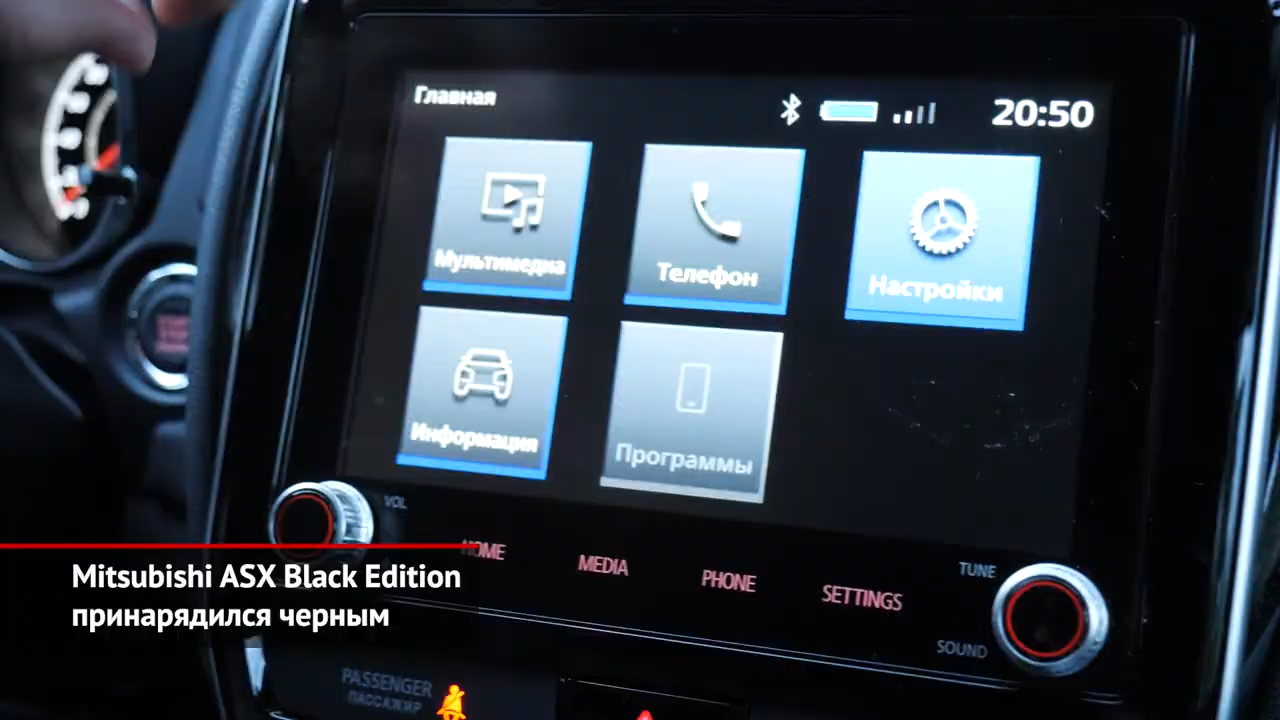 Главная
20:50
Мультимедиа
Телефон
Настройки
Информация
Программы
VOL
HOME
MEDIA
PHONE
SETTINGS
TUNE
SOUND
Mitsubishi ASX Black Edition
принарядился черным
PASSENGER
ПАССАЖИР